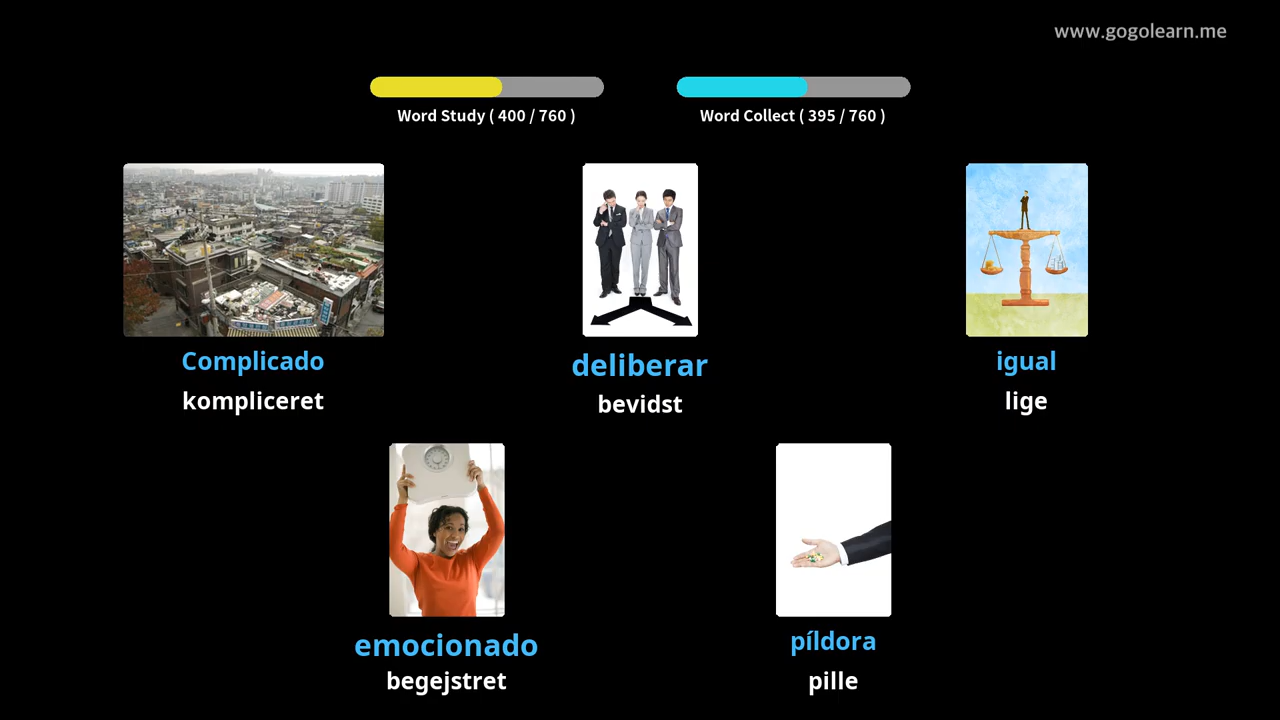 www.gogolearn.me
Word Study ( 400 / 760 )
Word Collect ( 395 / 760 )
Complicado
kompliceret
deliberar
bevidst
igual
lige
emocionado
begejstret
píldora
pille